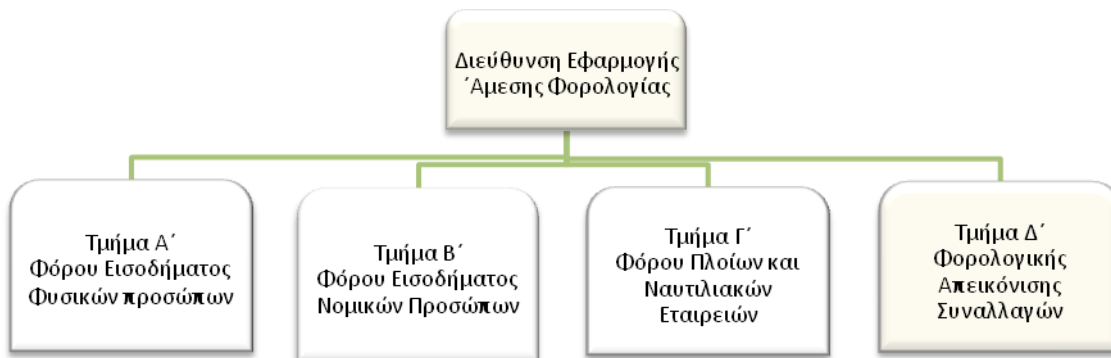 Διεύθυνση Εφαρμογής
΄Αμεσης Φορολογίας
Τμήμα Α΄
Φόρου Εισοδήματος
Φυσικών προσώπων
Τμήμα Β΄
Φόρου Εισοδήματος
Νομικών Προσώπων
Τμήμα Γ΄
Φόρου Πλοίων και
Ναυτιλιακών
Εταιρειών
Τμήμα Δ΄
Φορολογικής
Απεικόνισης
Συναλλαγών